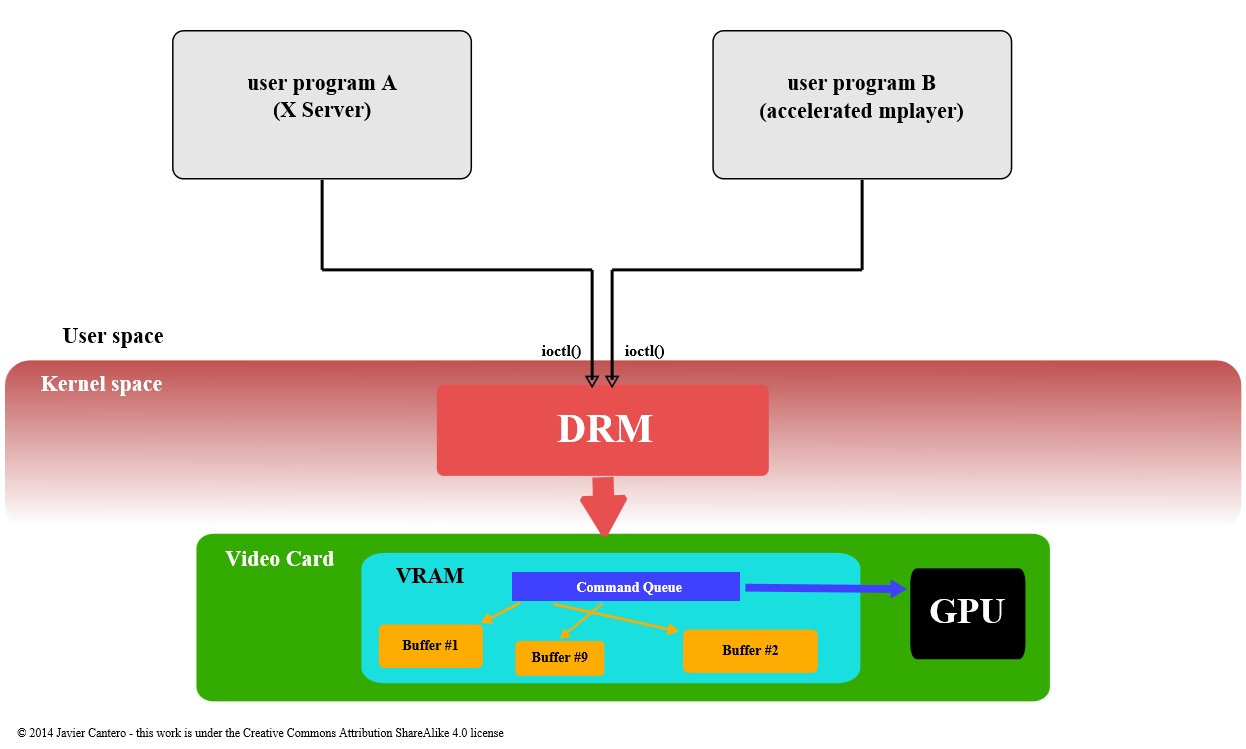 user program A
(X Server)
user program B
(accelerated mplayer)
User space
ioctl()
ioctl()
Kernel space
DRM
Video Card
VRAM
Command Queue
GPU
Buffer #1
Buffer #9
Buffer #2
© 2014 Javier Cantero - this work is under the Creative Commons Attribution ShareAlike 4.0 license